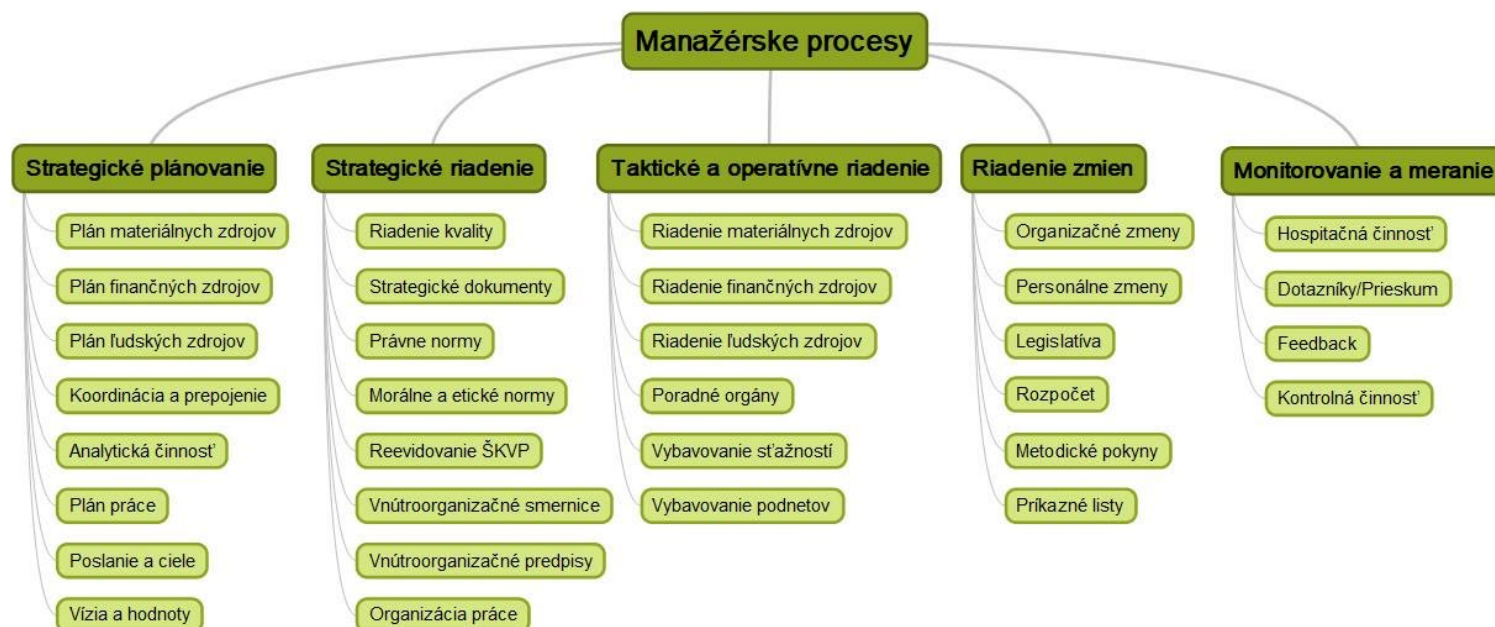 Manažérske procesy
Strategické plánovanie
Plán materiálnych zdrojov
Plán finančných zdrojov
Plán ľudských zdrojov
Koordinácia a prepojenie
Analytická činnosť
Plán práce
Poslanie a ciele
Vízia a hodnoty
Strategické riadenie
Riadenie kvality
Strategické dokumenty
Právne normy
Morálne a etické normy
Reevidovanie ŠKVP
Vnútroorganizačné smernice
Vnútroorganizačné predpisy
Organizácia práce
Taktické a operatívne riadenie
Riadenie materiálnych zdrojov
Riadenie finančných zdrojov
Riadenie ľudských zdrojov
Poradné orgány
Vybavovanie sťažností
Vybavovanie podnetov
Riadenie zmien
Organizačné zmeny
Personálne zmeny
Legislatíva
Rozpočet
Metodické pokyny
Príkazné listy
Monitorovanie a meranie
Hospitačná činnosť
Dotazníky/Prieskum
Feedback
Kontrolná činnosť